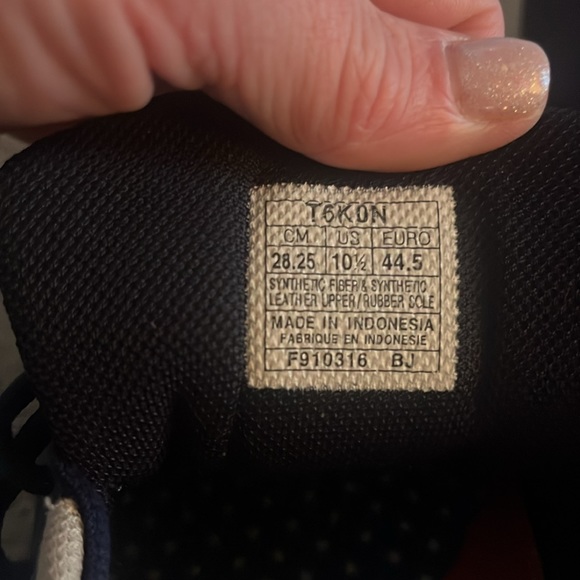 T6K0N
CM US EURO
28.25 10½ 44.5
SYNTHETIC FIBER & SYNTHETIC
LEATHER UPPER/RUBBER SOLE
MADE IN INDONESIA
FABRIQUE EN INDONESIE
F910316 BJ